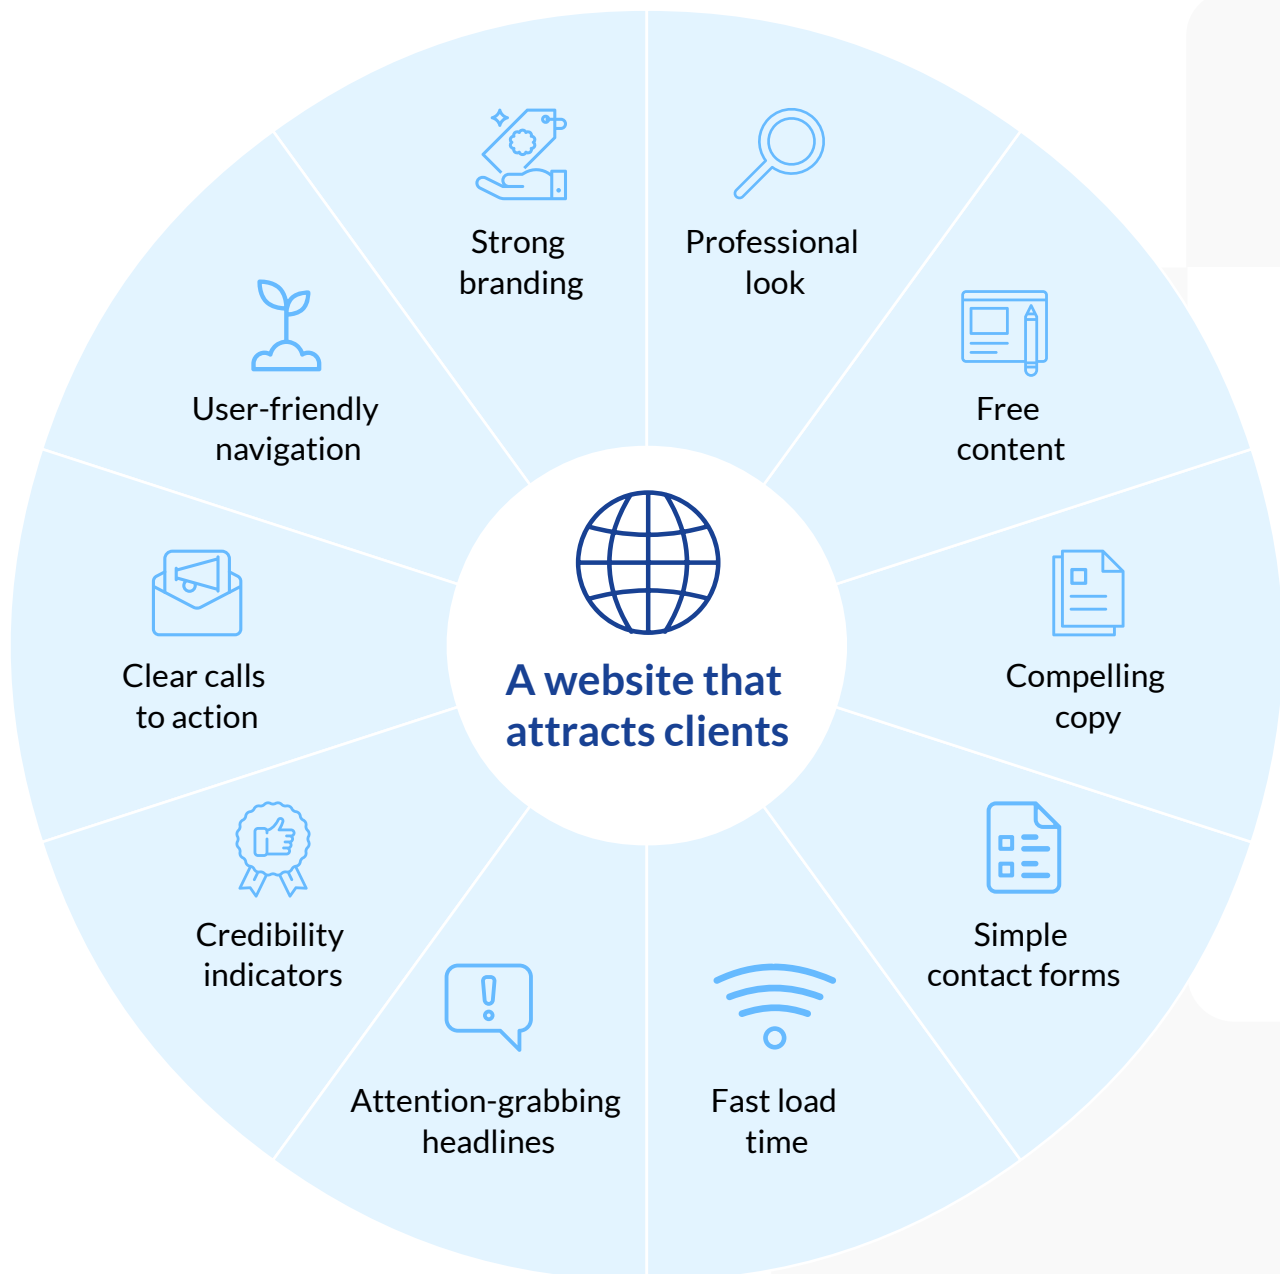 Strong
branding
Professional
look
User-friendly
navigation
Free
content
A website that
attracts clients
Clear calls
to action
Compelling
copy
Credibility
indicators
Simple
contact forms
Attention-grabbing
headlines
Fast load
time